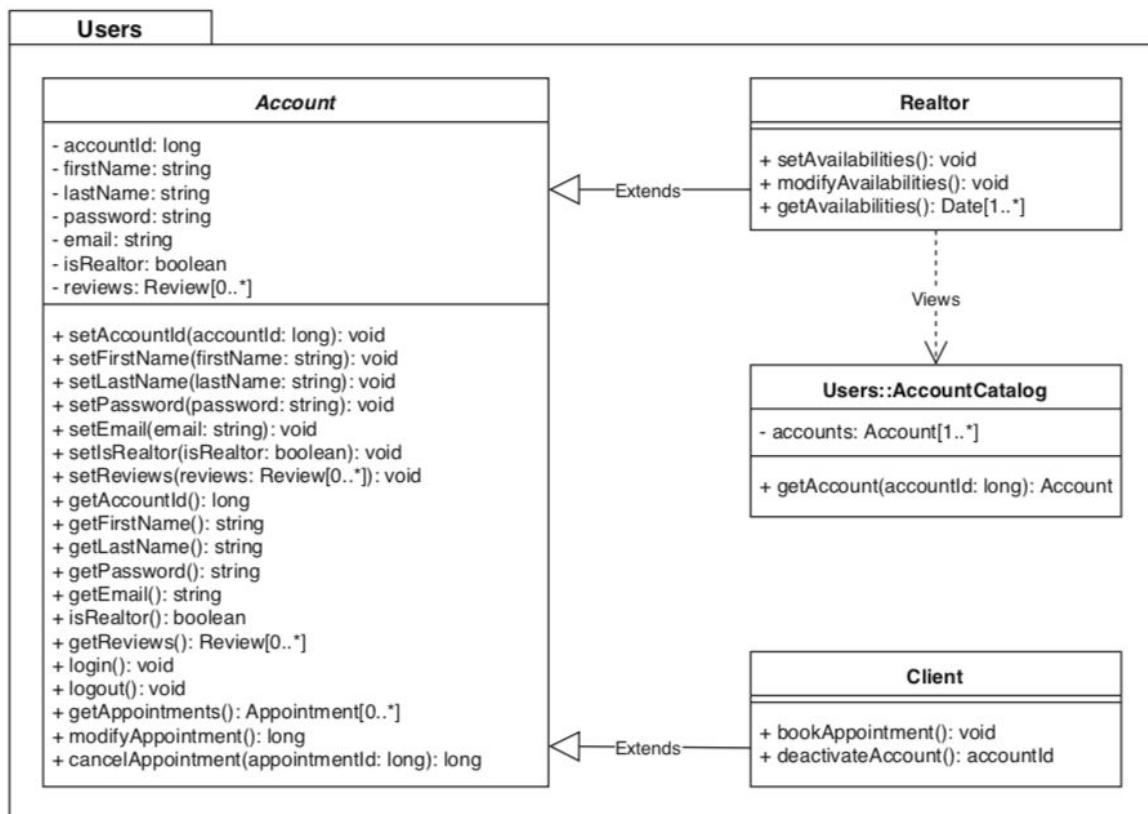 Users
Account
- accountId: long
- firstName: string
- lastName: string
- password: string
- email: string
- isRealtor: boolean
- reviews: Review[0..*]
+ setAccountId(accountId: long): void
+ setFirstName(firstName: string): void
+ setLastName(lastName: string): void
+ setPassword(password: string): void
+ setEmail(email: string): void
+ setIsRealtor(isRealtor: boolean): void
+ setReviews(reviews: Review[0..*]): void
+ getAccountId(): long
+ getFirstName(): string
+ getLastName(): string
+ getPassword(): string
+ getEmail(): string
+ isRealtor(): boolean
+ getReviews(): Review[0..*]
+ login(): void
+ logout(): void
+ getAppointments(): Appointment[0..*]
+ modifyAppointment(): long
+ cancelAppointment(appointmentId: long): long
Extends
Realtor
+ setAvailabilities(): void
+ modifyAvailabilities(): void
+ getAvailabilities(): Date[1..*]
Views
Users::AccountCatalog
- accounts: Account[1..*]
+ getAccount(accountId: long): Account
Extends
Client
+ bookAppointment(): void
+ deactivateAccount(): accountId